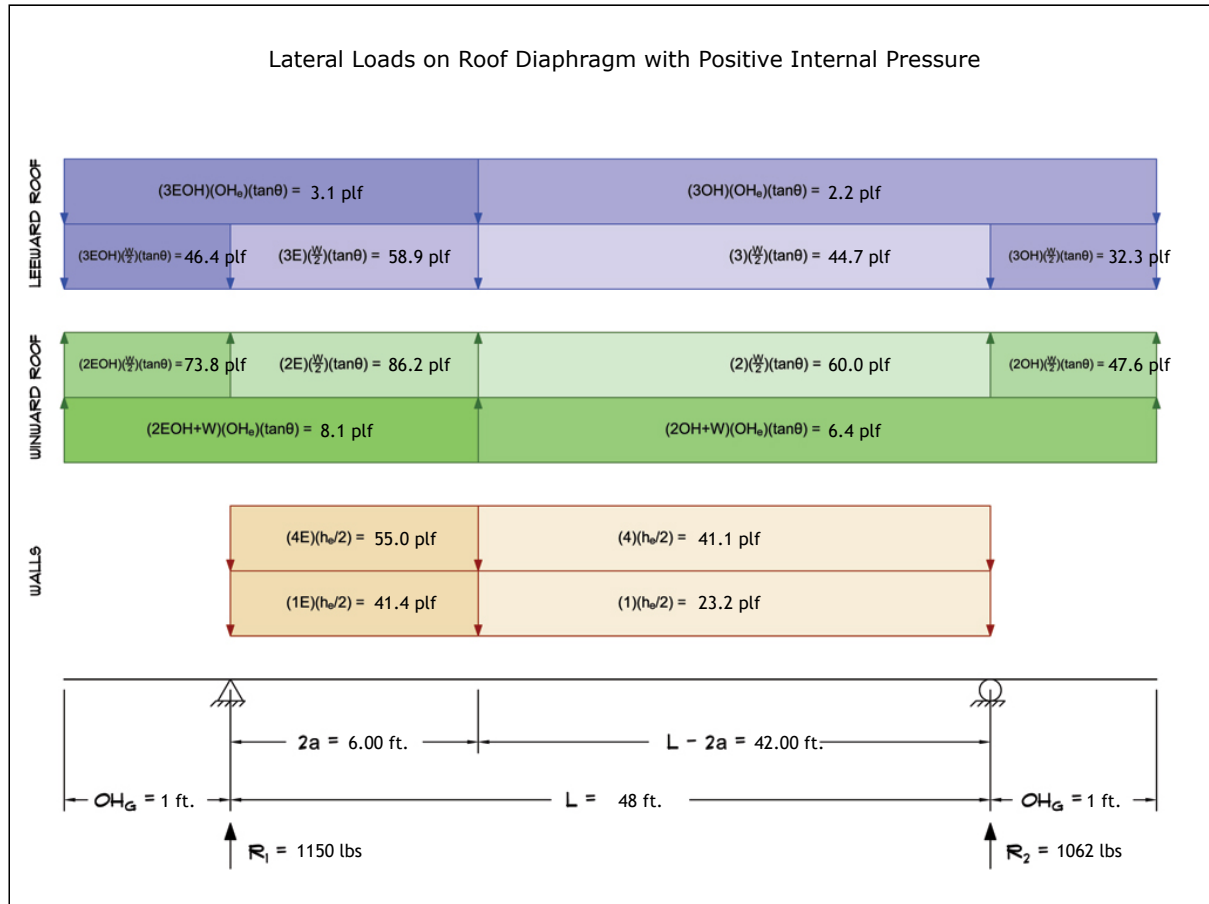 Lateral Loads on Roof Diaphragm with Positive Internal Pressure
LEEWARD ROOF
(3EOH)(OHₑ)(tanθ) = 3.1 plf
(3OH)(OHₑ)(tanθ) = 2.2 plf
(3EOH)(W/2)(tanθ) = 46.4 plf
(3E)(W/2)(tanθ) = 58.9 plf
(3)(W/2)(tanθ) = 44.7 plf
(3OH)(W/2)(tanθ) = 32.3 plf
WINWARD ROOF
(2EOH)(W/2)(tanθ) = 73.8 plf
(2E)(W/2)(tanθ) = 86.2 plf
(2)(W/2)(tanθ) = 60.0 plf
(2OH)(W/2)(tanθ) = 47.6 plf
(2EOH+W)(OHₑ)(tanθ) = 8.1 plf
(2OH+W)(OHₑ)(tanθ) = 6.4 plf
WALLS
(4E)(hₑ/2) = 55.0 plf
(4)(hₑ/2) = 41.1 plf
(1E)(hₑ/2) = 41.4 plf
(1)(hₑ/2) = 23.2 plf
2a = 6.00 ft.
L - 2a = 42.00 ft.
OH_G = 1 ft.
L = 48 ft.
OH_G = 1 ft.
R₁ = 1150 lbs
R₂ = 1062 lbs